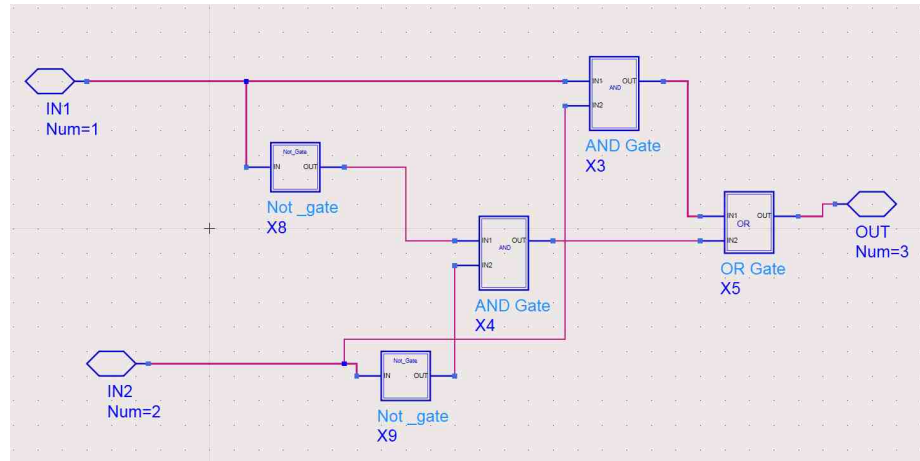 IN1
Num=1
IN1
OUT
AND
IN2
AND Gate
X3
Not_Gate
IN
OUT
Not _gate
X8
IN1
OUT
AND
IN2
AND Gate
X4
IN1
OUT
OR
IN2
OR Gate
X5
OUT
Num=3
IN2
Num=2
Not_Gate
IN
OUT
Not _gate
X9